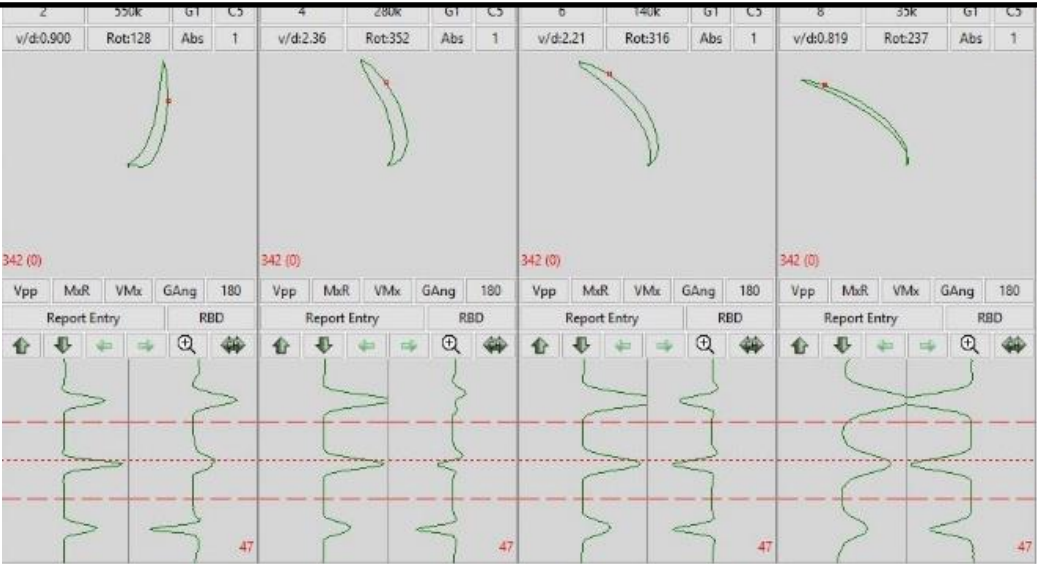 2 550k G1 C5 4 280k G1 C5 6 140k G1 C5 8 35k G1 C5
v/d:0.900 Rot:128 Abs 1 v/d:2.36 Rot:352 Abs 1 v/d:2.21 Rot:316 Abs 1 v/d:0.819 Rot:237 Abs 1
342 (0) 342 (0) 342 (0) 342 (0)
Vpp MxR VMx GAng 180 Vpp MxR VMx GAng 180 Vpp MxR VMx GAng 180 Vpp MxR VMx GAng 180
Report Entry RBD Report Entry RBD Report Entry RBD Report Entry RBD
47 47 47 47